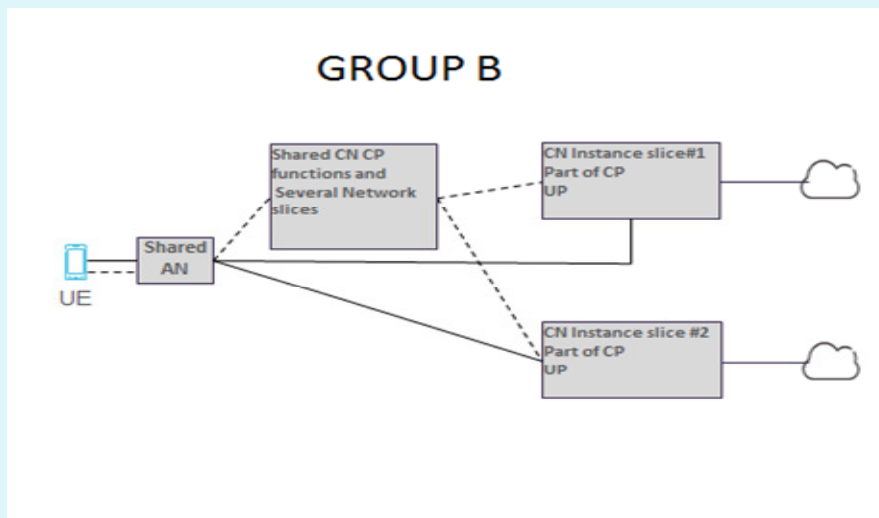 GROUP B
Shared CN CP
functions and
Several Network
slices
CN Instance slice#1
Part of CP
UP
Shared
AN
UE
CN Instance slice #2
Part of CP
UP